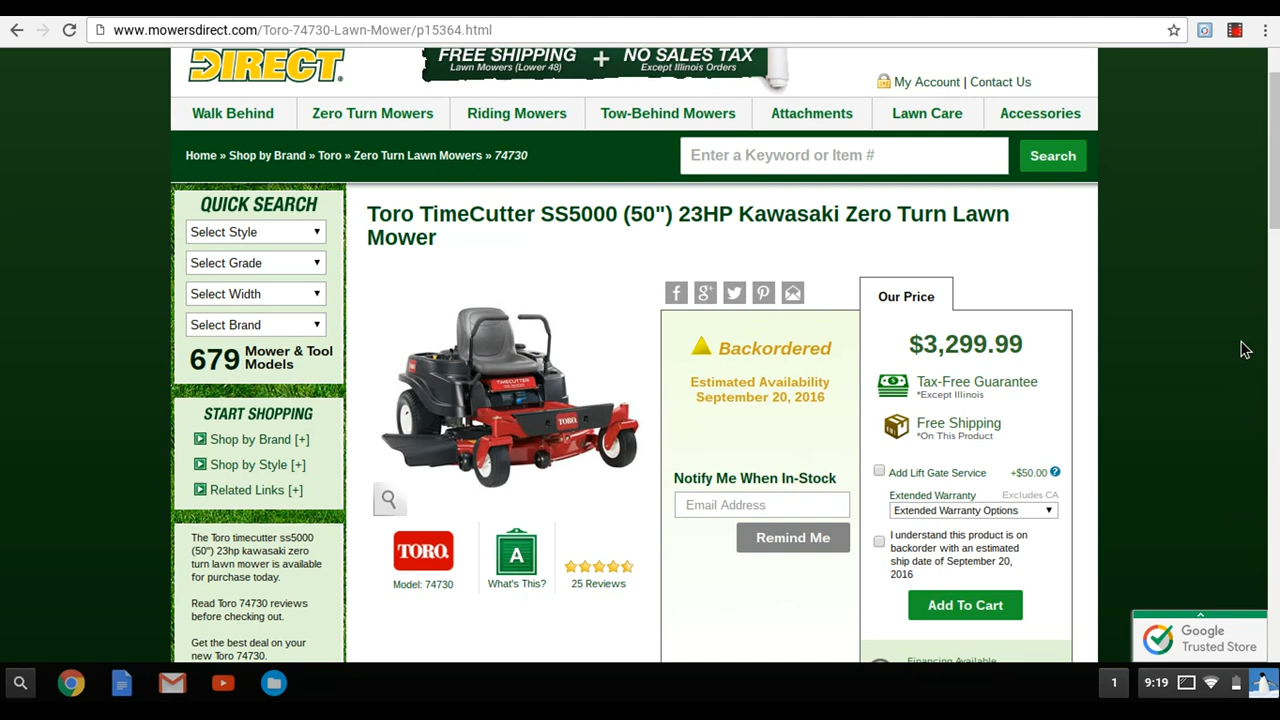 www.mowersdirect.com/Toro-74730-Lawn-Mower/p15364.html
DIRECT
FREE SHIPPING + NO SALES TAX
Lawn Mowers (Lower 48) Except Illinois Orders
My Account | Contact Us
Walk Behind
Zero Turn Mowers
Riding Mowers
Tow-Behind Mowers
Attachments
Lawn Care
Accessories
Home » Shop by Brand » Toro » Zero Turn Lawn Mowers » 74730
Enter a Keyword or Item #
Search
QUICK SEARCH
Select Style
Select Grade
Select Width
Select Brand
679 Mower & Tool
Models
START SHOPPING
Shop by Brand [+]
Shop by Style [+]
Related Links [+]
The Toro timecutter ss5000
(50") 23hp kawasaki zero
turn lawn mower is available
for purchase today.
Read Toro 74730 reviews
before checking out.
Get the best deal on your
new Toro 74730.
Toro TimeCutter SS5000 (50") 23HP Kawasaki Zero Turn Lawn
Mower
TIMECUTTER
TORO
TORO.
Model: 74730
A
What's This?
25 Reviews
Backordered
Estimated Availability
September 20, 2016
Notify Me When In-Stock
Email Address
Remind Me
Our Price
$3,299.99
Tax-Free Guarantee
*Except Illinois
Free Shipping
*On This Product
Add Lift Gate Service +$50.00 ?
Extended Warranty Excludes CA
Extended Warranty Options
I understand this product is on
backorder with an estimated
ship date of September 20,
2016
Add To Cart
Financing Available
Google
Trusted Store
1
9:19